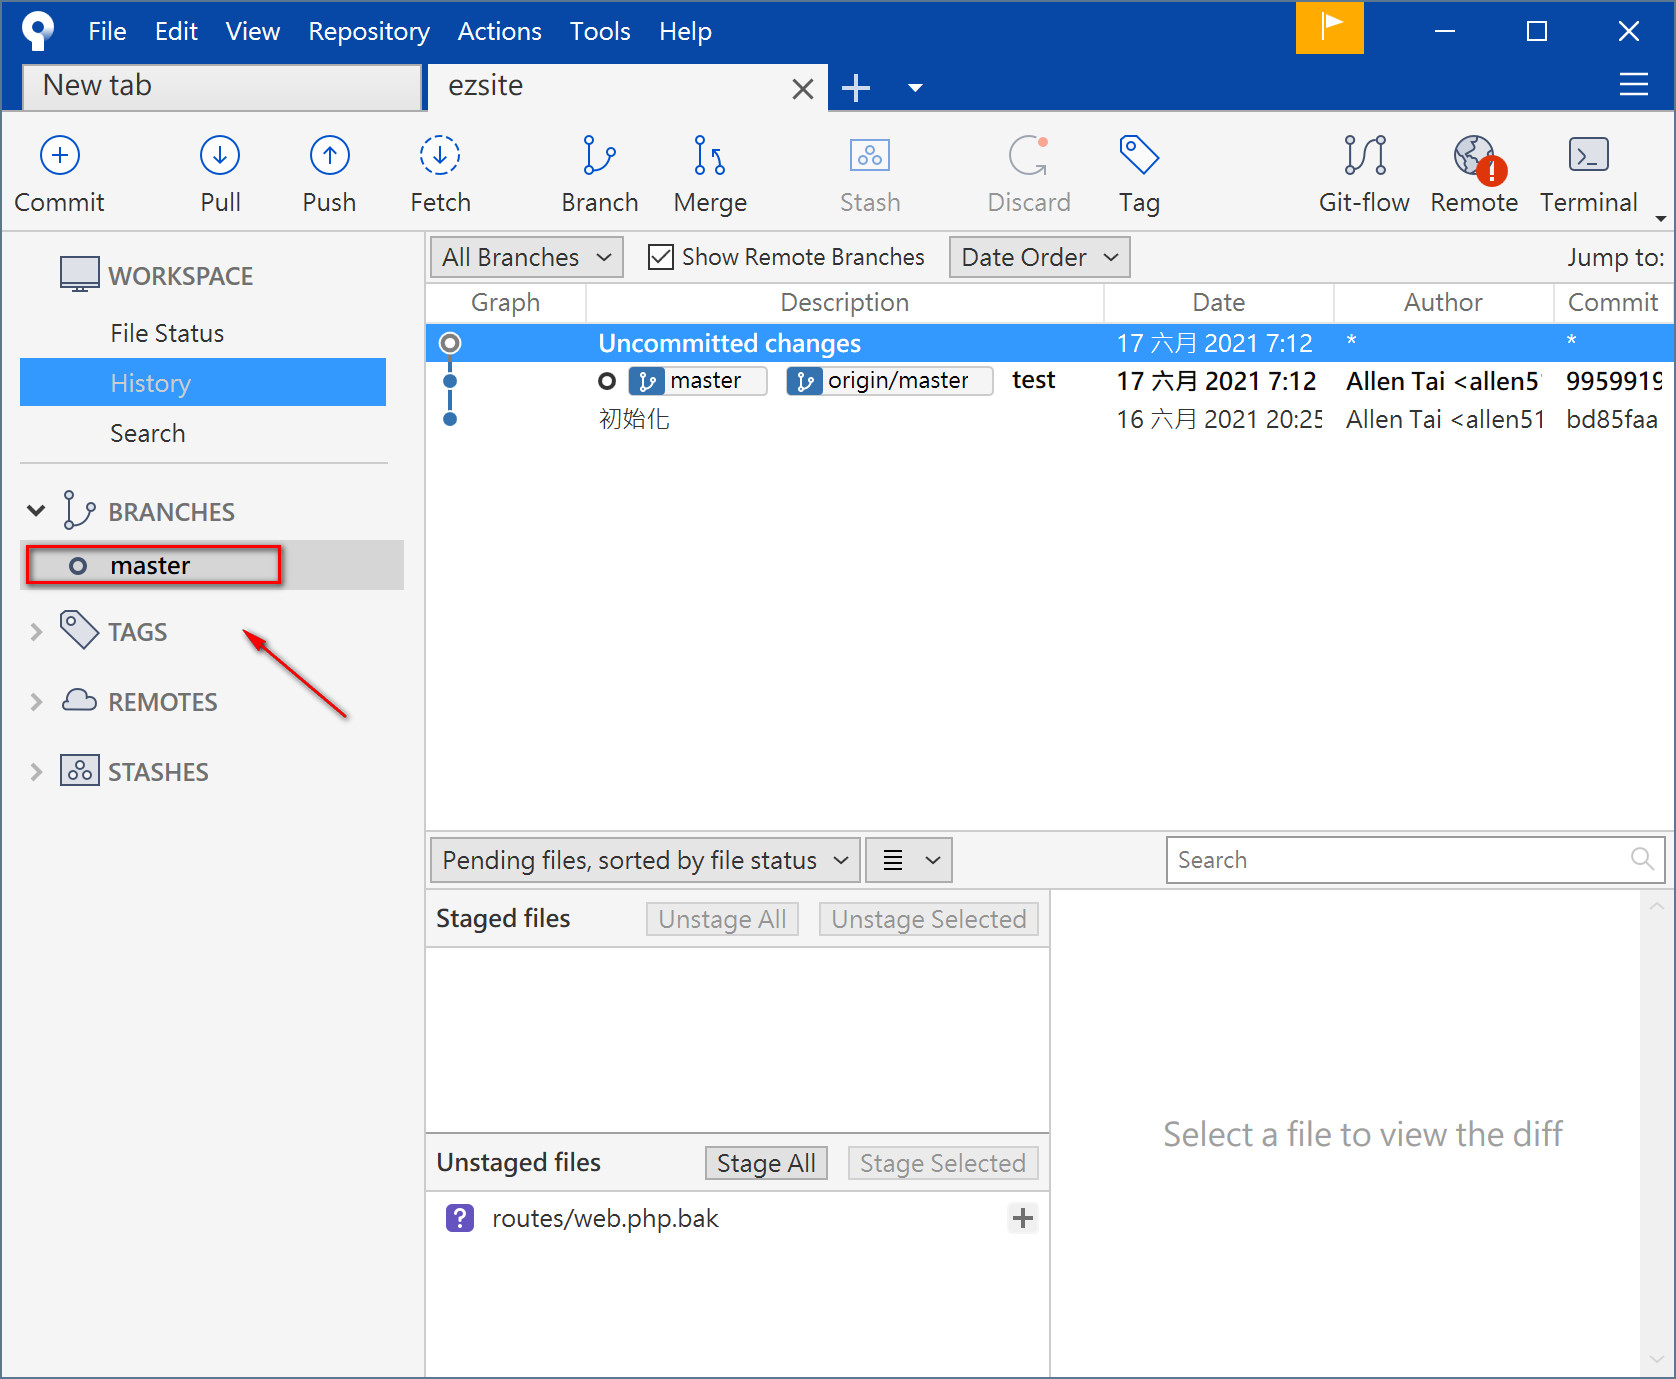 File Edit View Repository Actions Tools Help
New tab
ezsite
Commit Pull Push Fetch Branch Merge Stash Discard Tag Git-flow Remote Terminal
WORKSPACE
File Status
History
Search
BRANCHES
master
TAGS
REMOTES
STASHES
All Branches Show Remote Branches Date Order Jump to:
Graph Description Date Author Commit
Uncommitted changes 17 六月 2021 7:12 * *
master origin/master test 17 六月 2021 7:12 Allen Tai <allen5 9959919
初始化 16 六月 2021 20:25 Allen Tai <allen51 bd85faa
Pending files, sorted by file status Search
Staged files Unstage All Unstage Selected
Unstaged files Stage All Stage Selected
? routes/web.php.bak
Select a file to view the diff